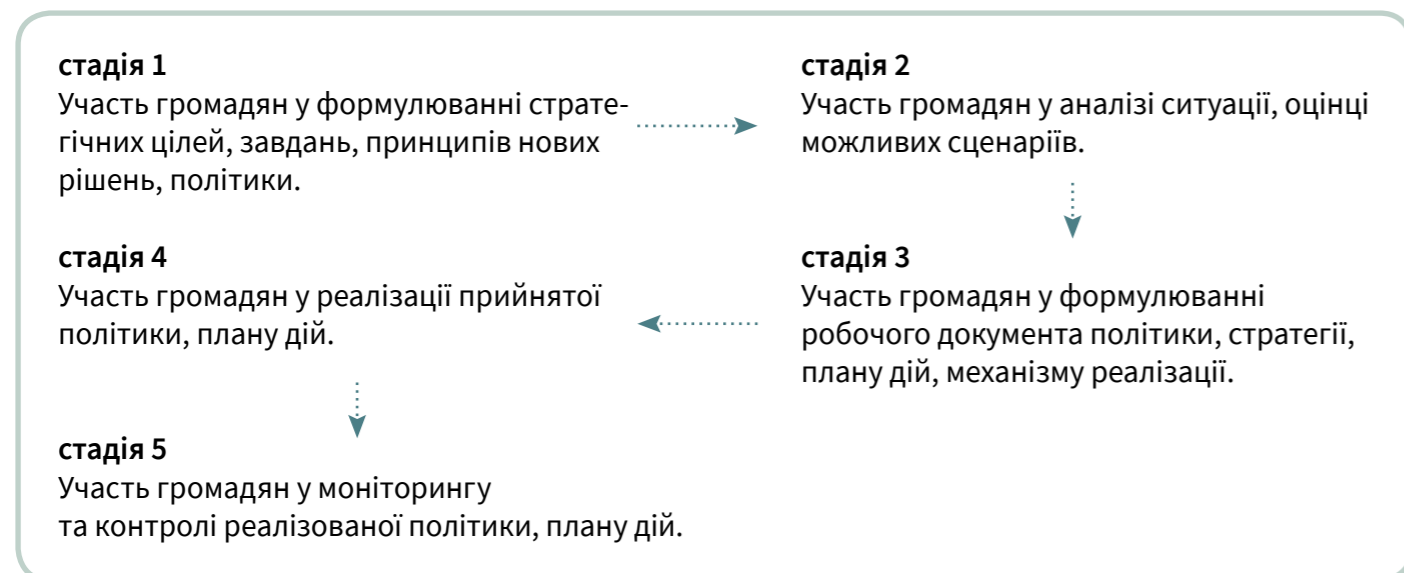 стадія 1
Участь громадян у формулюванні страте-
гічних цілей, завдань, принципів нових
рішень, політики.
стадія 2
Участь громадян у аналізі ситуації, оцінці
можливих сценаріїв.
стадія 3
Участь громадян у формулюванні
робочого документа політики, стратегії,
плану дій, механізму реалізації.
стадія 4
Участь громадян у реалізації прийнятої
політики, плану дій.
стадія 5
Участь громадян у моніторингу
та контролі реалізованої політики, плану дій.